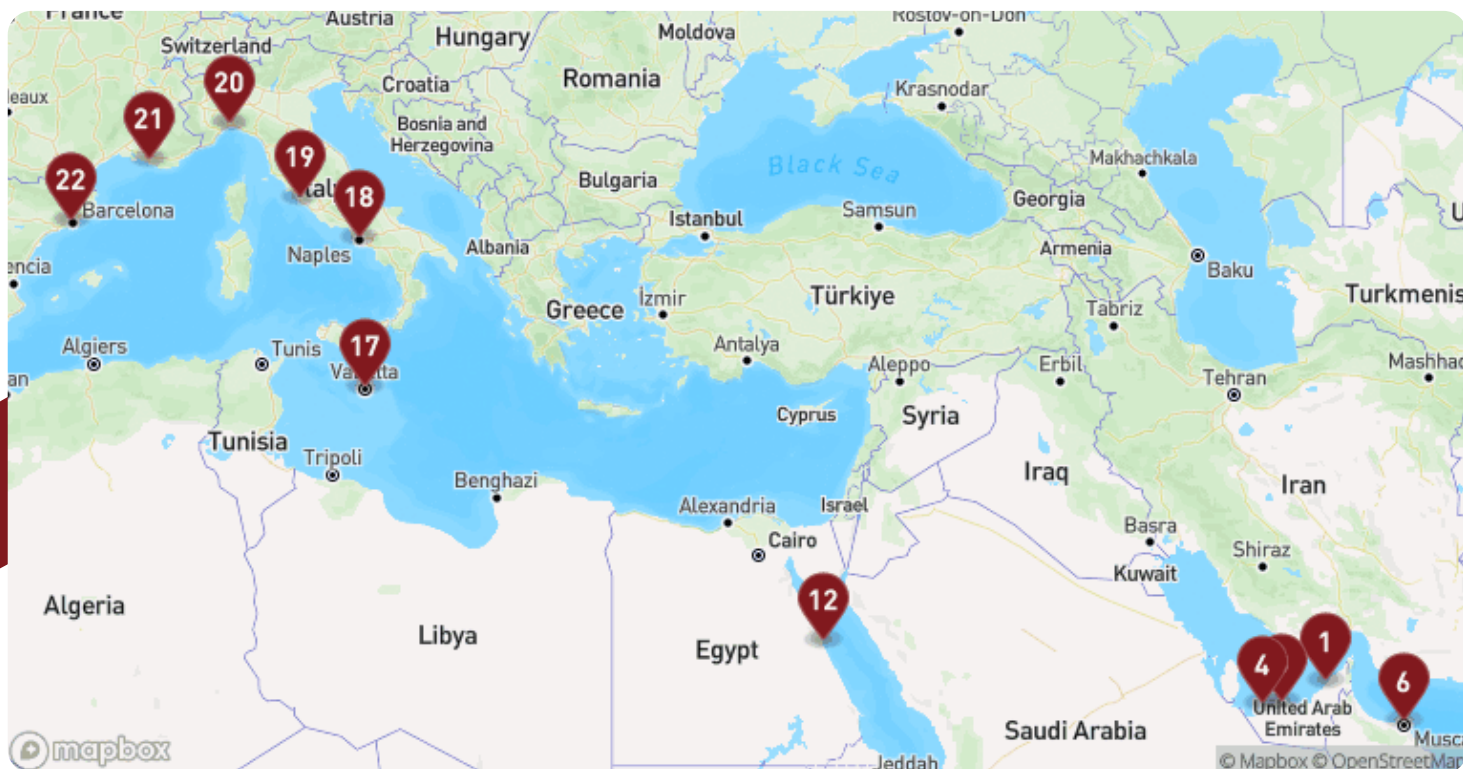 France
Austria
Rostov-on-Don
Switzerland
Hungary
Moldova
20
Croatia
Romania
Krasnodar
21
Bosnia and
Herzegovina
Black Sea
Makhachkala
19
Bulgaria
Georgia
22
18
Barcelona
Istanbul
Samsun
Naples
Albania
Armenia
Baku
Greece
İzmir
Türkiye
Tabriz
Turkmenis
Algiers
Tunis
17
Antalya
Aleppo
Erbil
Tehran
Mashhad
Cyprus
Syria
Tunisia
Tripoli
Iraq
Benghazi
Iran
Alexandria
Israel
Cairo
Basra
Shiraz
Kuwait
Algeria
12
Libya
Egypt
1
4
6
United Arab
Emirates
Saudi Arabia
Musca
Jeddah
mapbox
© Mapbox © OpenStreetMap